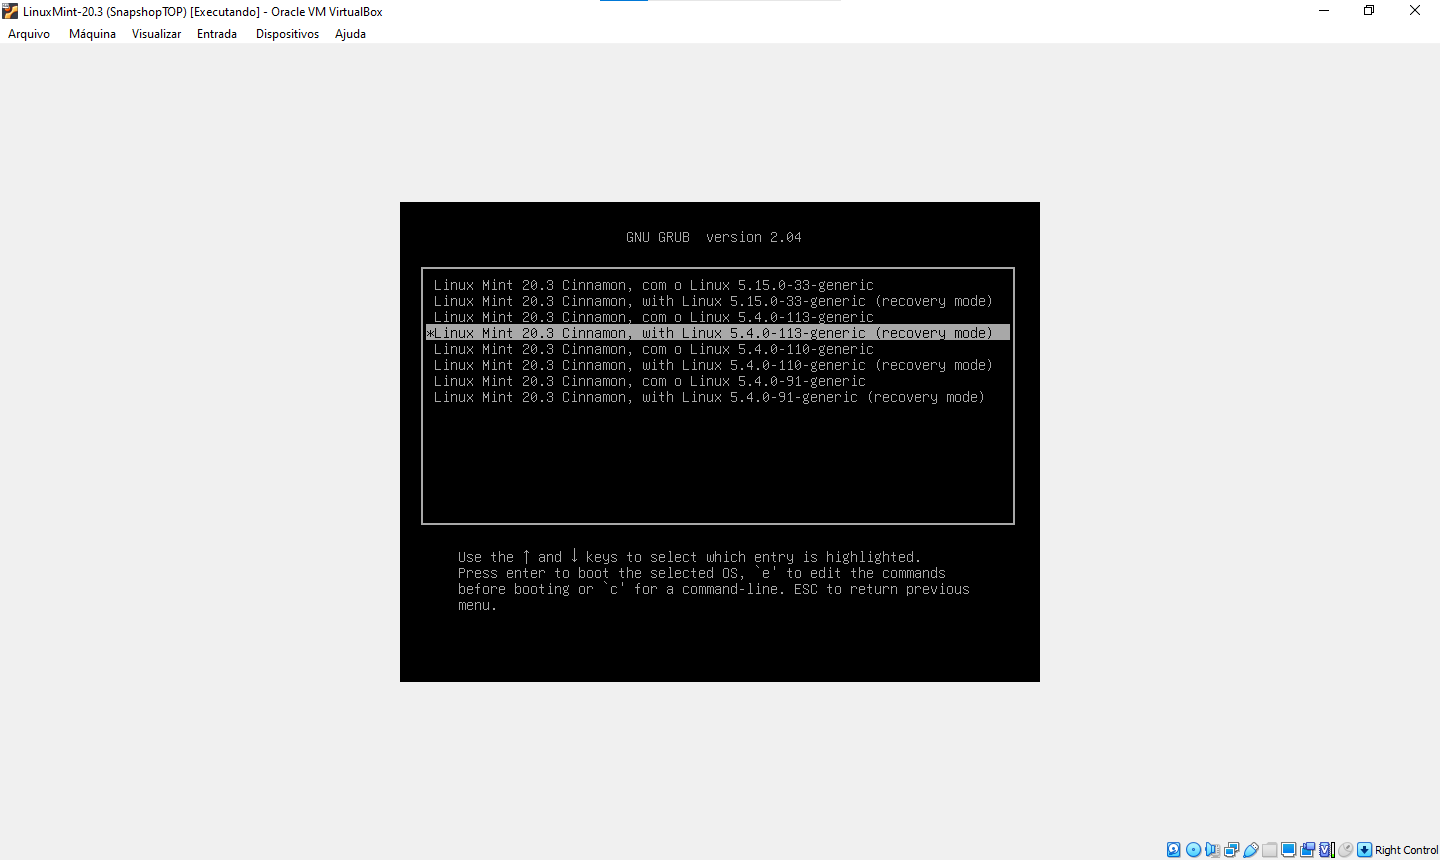 LinuxMint-20.3 (SnapshopTOP) [Executando] - Oracle VM VirtualBox
Arquivo Máquina Visualizar Entrada Dispositivos Ajuda
GNU GRUB  version 2.04
Linux Mint 20.3 Cinnamon, com o Linux 5.15.0-33-generic
Linux Mint 20.3 Cinnamon, with Linux 5.15.0-33-generic (recovery mode)
Linux Mint 20.3 Cinnamon, com o Linux 5.4.0-113-generic
*Linux Mint 20.3 Cinnamon, with Linux 5.4.0-113-generic (recovery mode)
Linux Mint 20.3 Cinnamon, com o Linux 5.4.0-110-generic
Linux Mint 20.3 Cinnamon, with Linux 5.4.0-110-generic (recovery mode)
Linux Mint 20.3 Cinnamon, com o Linux 5.4.0-91-generic
Linux Mint 20.3 Cinnamon, with Linux 5.4.0-91-generic (recovery mode)
Use the ↑ and ↓ keys to select which entry is highlighted.
Press enter to boot the selected OS, `e' to edit the commands
before booting or `c' for a command-line. ESC to return previous
menu.
Right Control